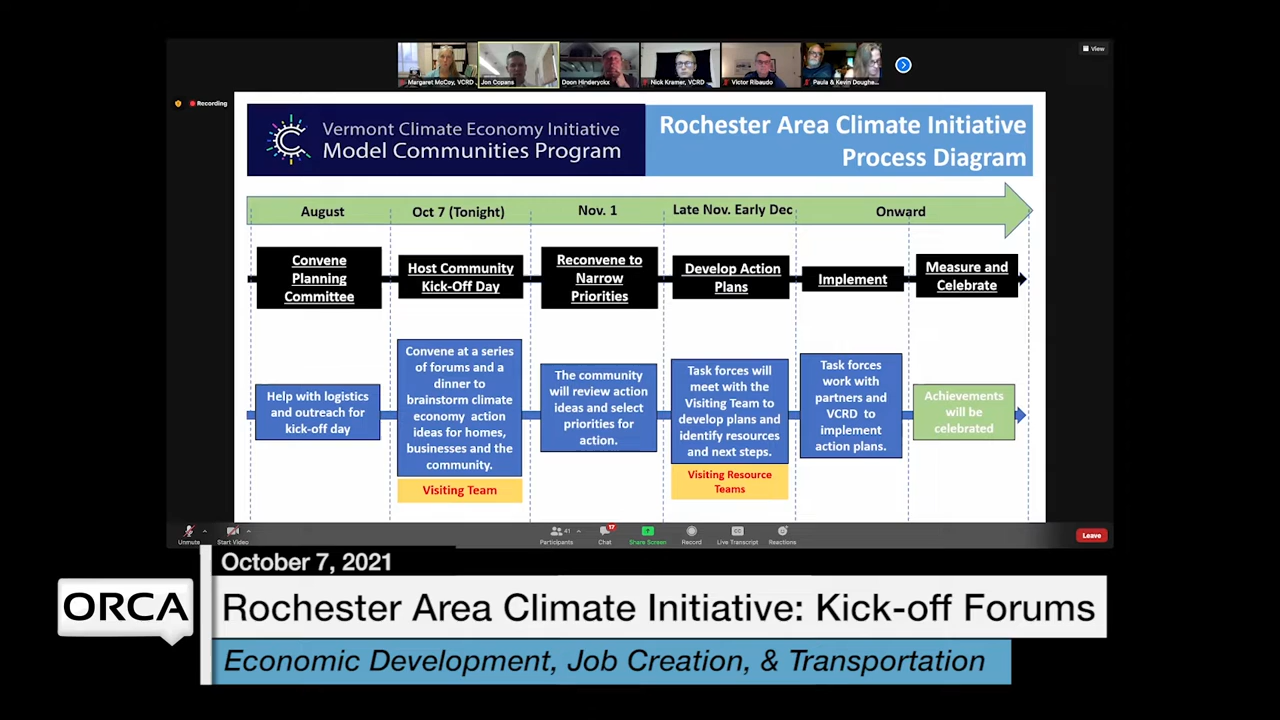 View
Margaret McCoy, VCRD
Jon Copans
Doon Hinderyckx
Nick Kramer, VCRD
Victor Ribaudo
Paula & Kevin Dougha...
Recording
Vermont Climate Economy Initiative
Model Communities Program
Rochester Area Climate Initiative
Process Diagram
August
Oct 7 (Tonight)
Nov. 1
Late Nov. Early Dec
Onward
Convene
Planning
Committee
Host Community
Kick-Off Day
Reconvene to
Narrow
Priorities
Develop Action
Plans
Implement
Measure and
Celebrate
Help with logistics
and outreach for
kick-off day
Convene at a series
of forums and a
dinner to
brainstorm climate
economy action
ideas for homes,
businesses and the
community.
Visiting Team
The community
will review action
ideas and select
priorities for
action.
Task forces will
meet with the
Visiting Team to
develop plans and
identify resources
and next steps.
Visiting Resource
Teams
Task forces
work with
partners and
VCRD to
implement
action plans.
Achievements
will be
celebrated
Unmute
Start Video
41
Participants
17
Chat
Share Screen
Record
Live Transcript
Reactions
Leave
October 7, 2021
ORCA
Rochester Area Climate Initiative: Kick-off Forums
Economic Development, Job Creation, & Transportation